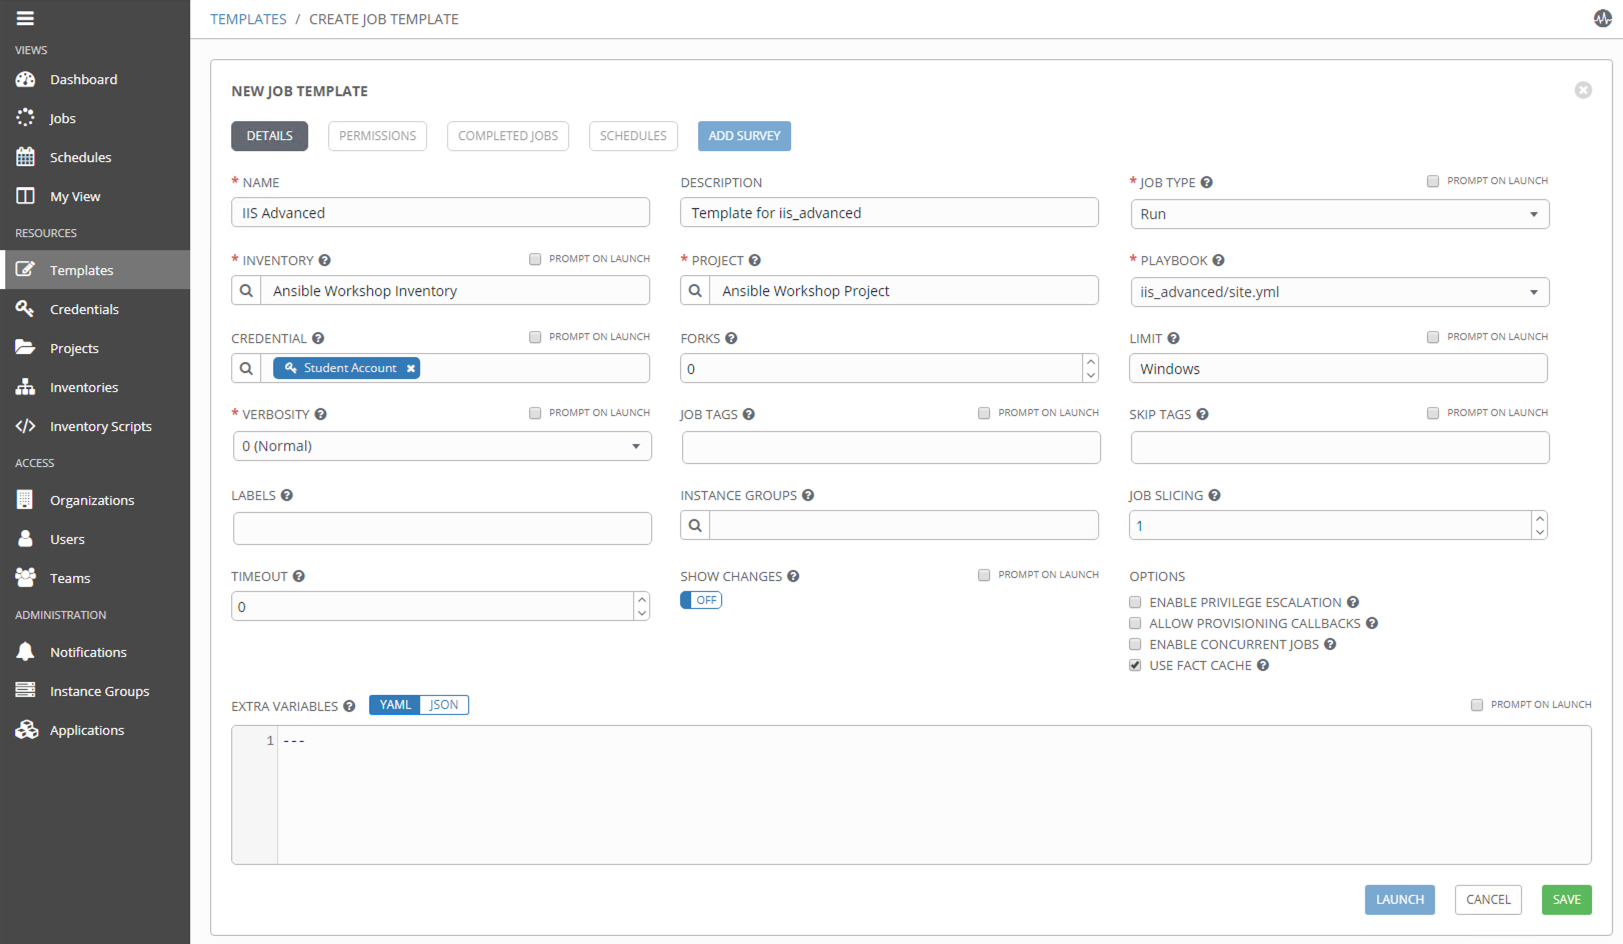 TEMPLATES / CREATE JOB TEMPLATE
VIEWS
Dashboard
Jobs
Schedules
My View
RESOURCES
Templates
Credentials
Projects
Inventories
Inventory Scripts
ACCESS
Organizations
Users
Teams
ADMINISTRATION
Notifications
Instance Groups
Applications
NEW JOB TEMPLATE
DETAILS PERMISSIONS COMPLETED JOBS SCHEDULES ADD SURVEY
* NAME DESCRIPTION * JOB TYPE PROMPT ON LAUNCH
IIS Advanced Template for iis_advanced Run
* INVENTORY PROMPT ON LAUNCH * PROJECT * PLAYBOOK
Ansible Workshop Inventory Ansible Workshop Project iis_advanced/site.yml
CREDENTIAL PROMPT ON LAUNCH FORKS LIMIT PROMPT ON LAUNCH
Student Account 0 Windows
* VERBOSITY PROMPT ON LAUNCH JOB TAGS PROMPT ON LAUNCH SKIP TAGS PROMPT ON LAUNCH
0 (Normal)
LABELS INSTANCE GROUPS JOB SLICING
1
TIMEOUT SHOW CHANGES PROMPT ON LAUNCH OPTIONS
0 OFF
ENABLE PRIVILEGE ESCALATION
ALLOW PROVISIONING CALLBACKS
ENABLE CONCURRENT JOBS
USE FACT CACHE
EXTRA VARIABLES YAML JSON PROMPT ON LAUNCH
1 ---
LAUNCH CANCEL SAVE